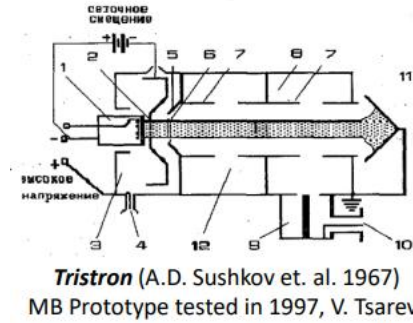 сеточное
смещение
+ -
1 2 5 6 7 8 7 11
-
+
высокое
напряжение
3 4 12 9 10
Tristron (A.D. Sushkov et. al. 1967)
MB Prototype tested in 1997, V. Tsarev